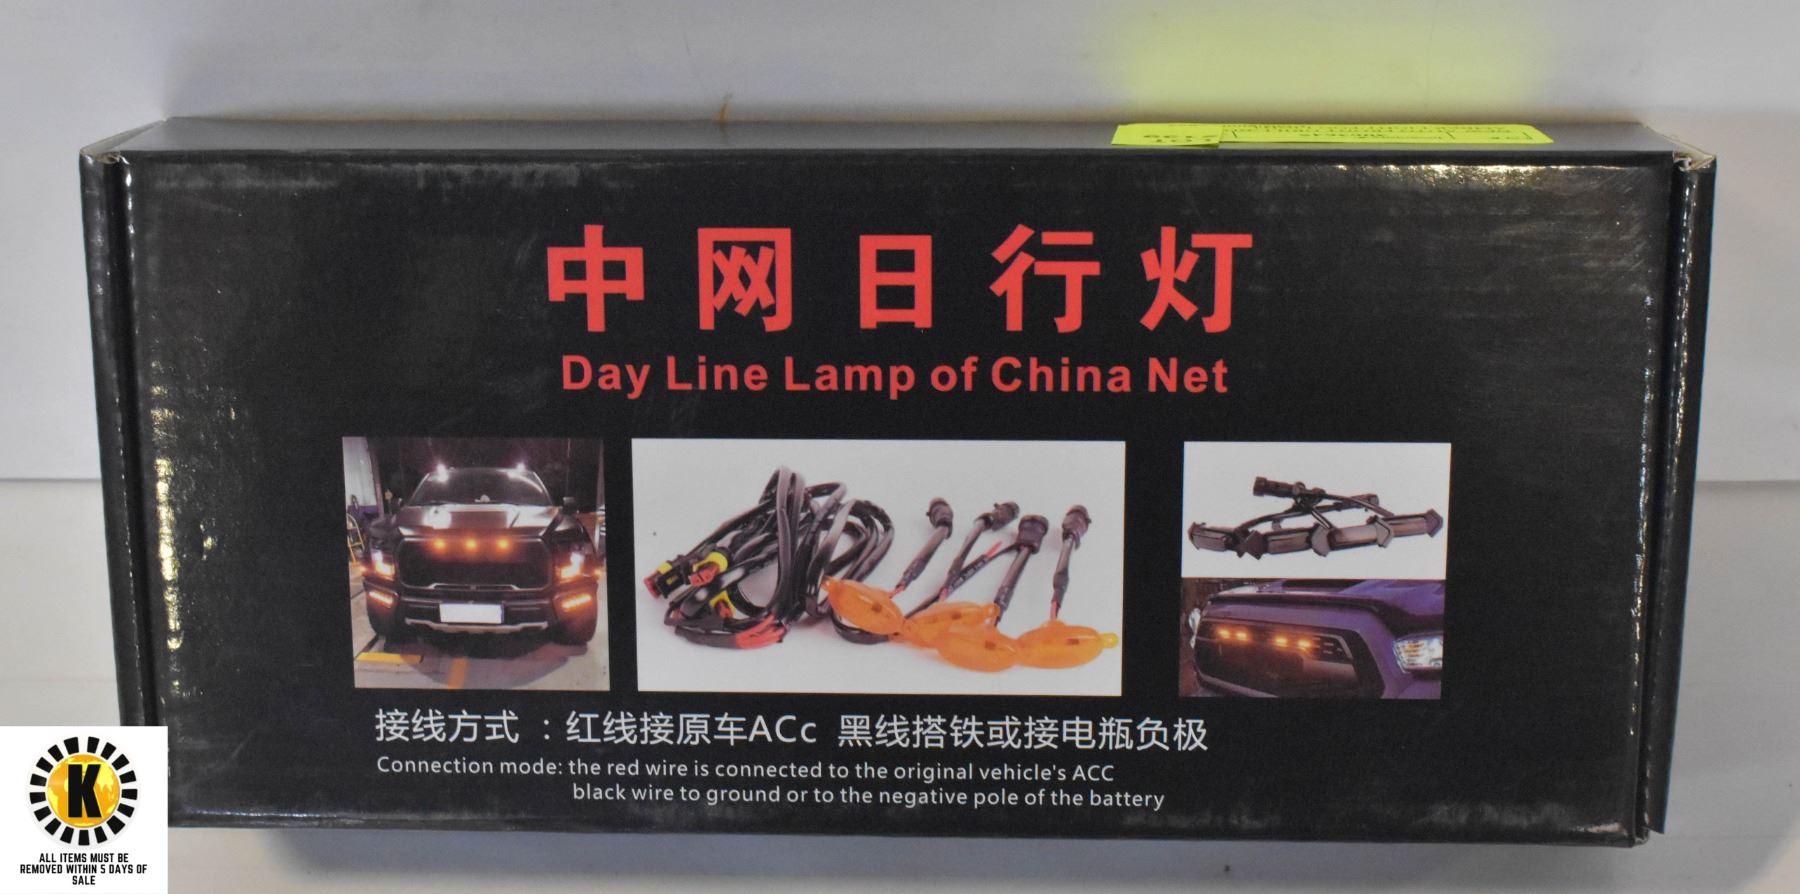 中网日行灯
Day Line Lamp of China Net
接线方式 ：红线接原车ACc 黑线搭铁或接电瓶负极
Connection mode: the red wire is connected to the original vehicle's ACC
black wire to ground or to the negative pole of the battery
K
ALL ITEMS MUST BE
REMOVED WITHIN 5 DAYS OF
SALE